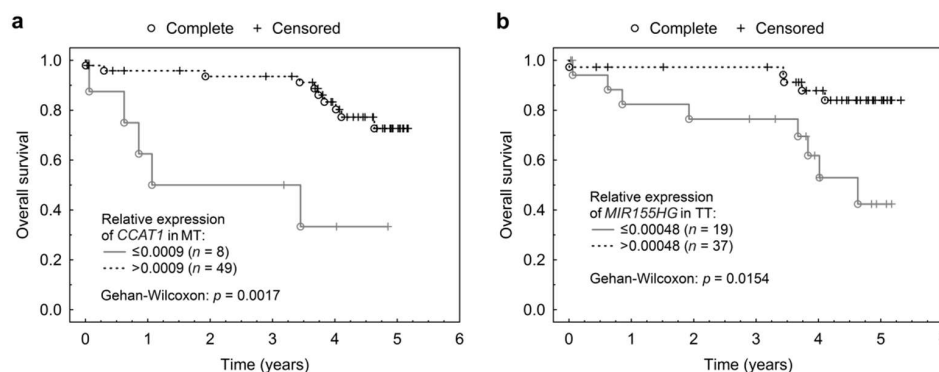 a
b
Complete Censored
Complete Censored
1.0
0.8
0.6
0.4
0.2
0.0
Overall survival
Relative expression
of CCAT1 in MT:
≤0.0009 (n = 8)
>0.0009 (n = 49)
Gehan-Wilcoxon: p = 0.0017
0 1 2 3 4 5 6
Time (years)
1.0
0.8
0.6
0.4
0.2
0.0
Overall survival
Relative expression
of MIR155HG in TT:
≤0.00048 (n = 19)
>0.00048 (n = 37)
Gehan-Wilcoxon: p = 0.0154
0 1 2 3 4 5 6
Time (years)